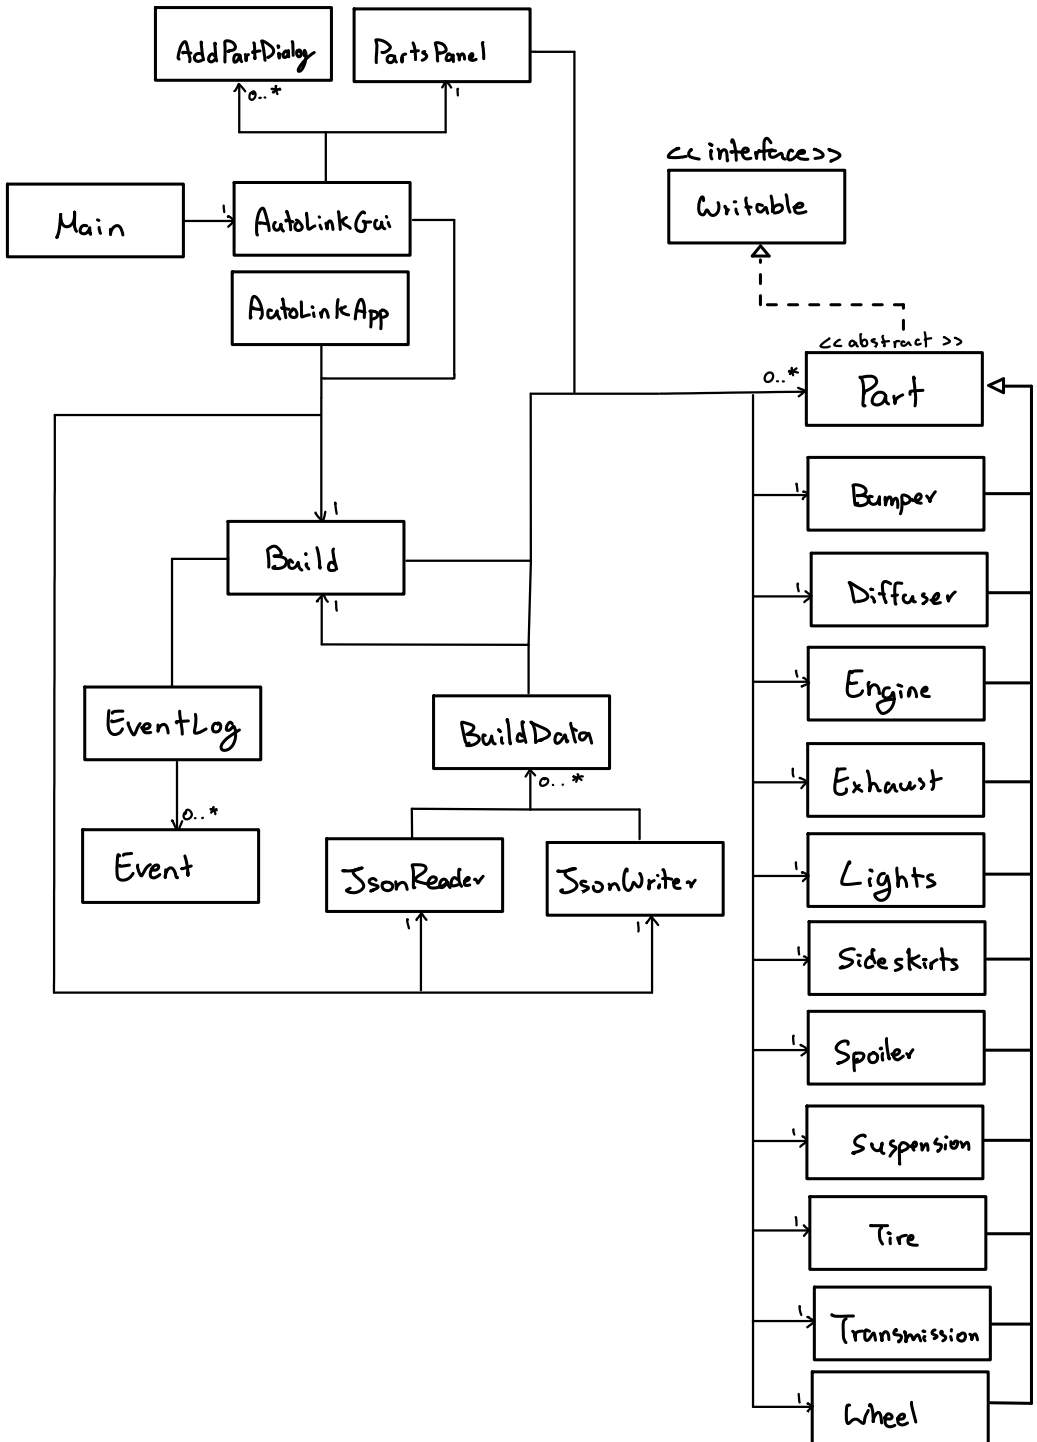 AddPartDialog
PartsPanel
0..*
1
<<interface>>
Writable
Main
1
AutoLinkGui
AutoLinkApp
<<abstract>>
0..*
Part
1
Build
1
1
Bumper
1
Diffuser
1
Engine
EventLog
BuildData
0..*
1
Exhaust
0..*
Event
JsonReader
JsonWriter
1
Lights
1
1
1
Sideskirts
1
Spoiler
1
Suspension
1
Tire
1
Transmission
1
Wheel